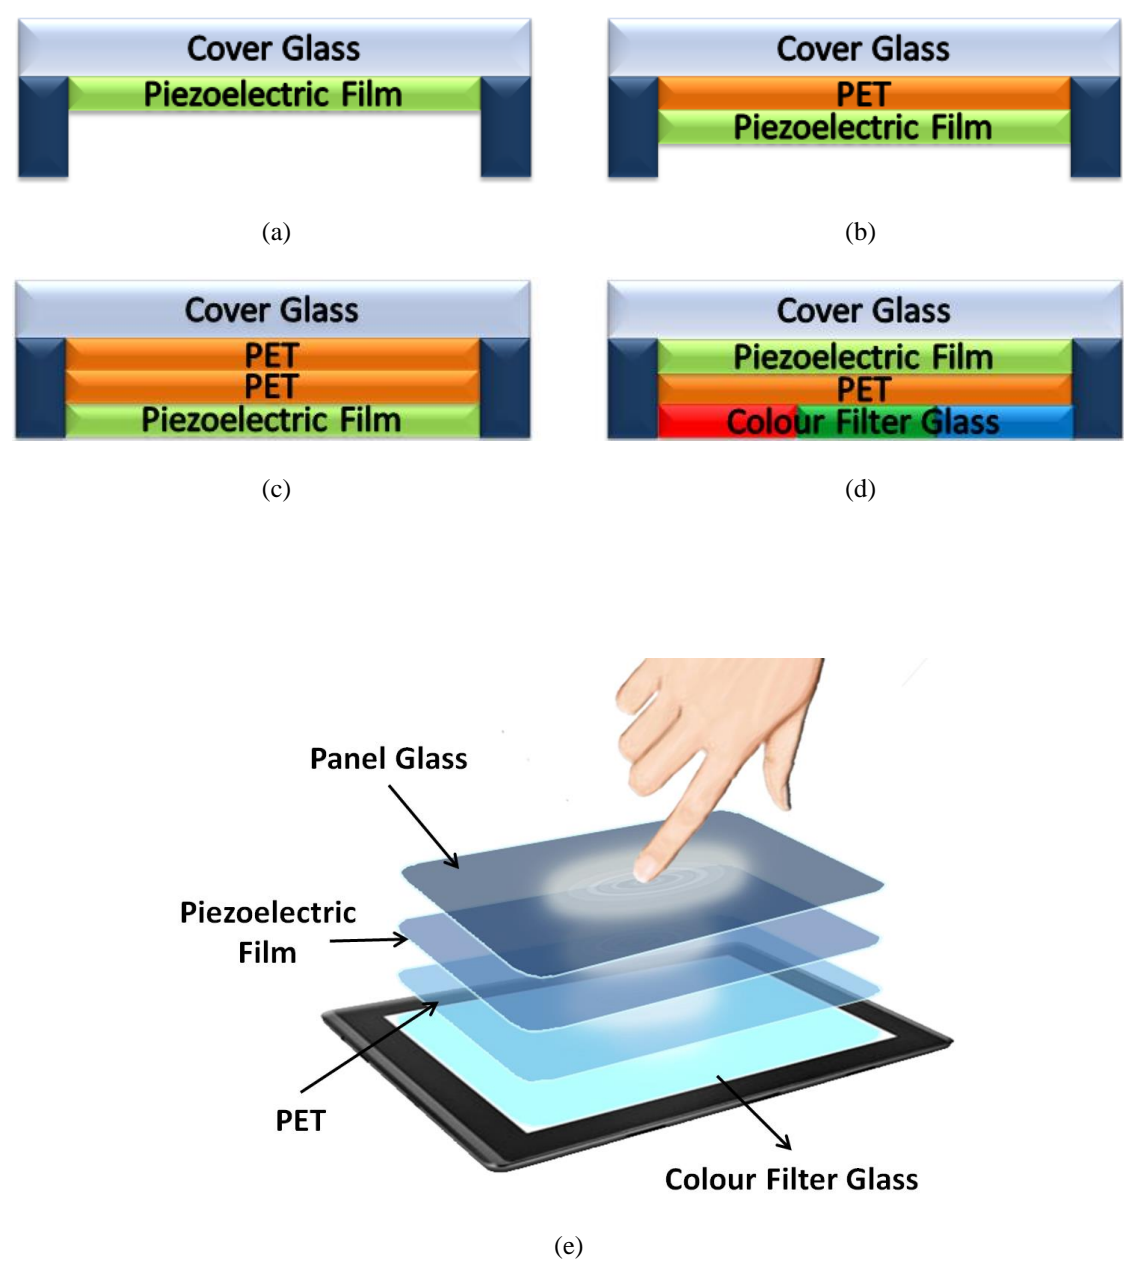 Cover Glass
Piezoelectric Film
(a)
Cover Glass
PET
Piezoelectric Film
(b)
Cover Glass
PET
PET
Piezoelectric Film
(c)
Cover Glass
Piezoelectric Film
PET
Colour Filter Glass
(d)
Panel Glass
Piezoelectric
Film
PET
Colour Filter Glass
(e)